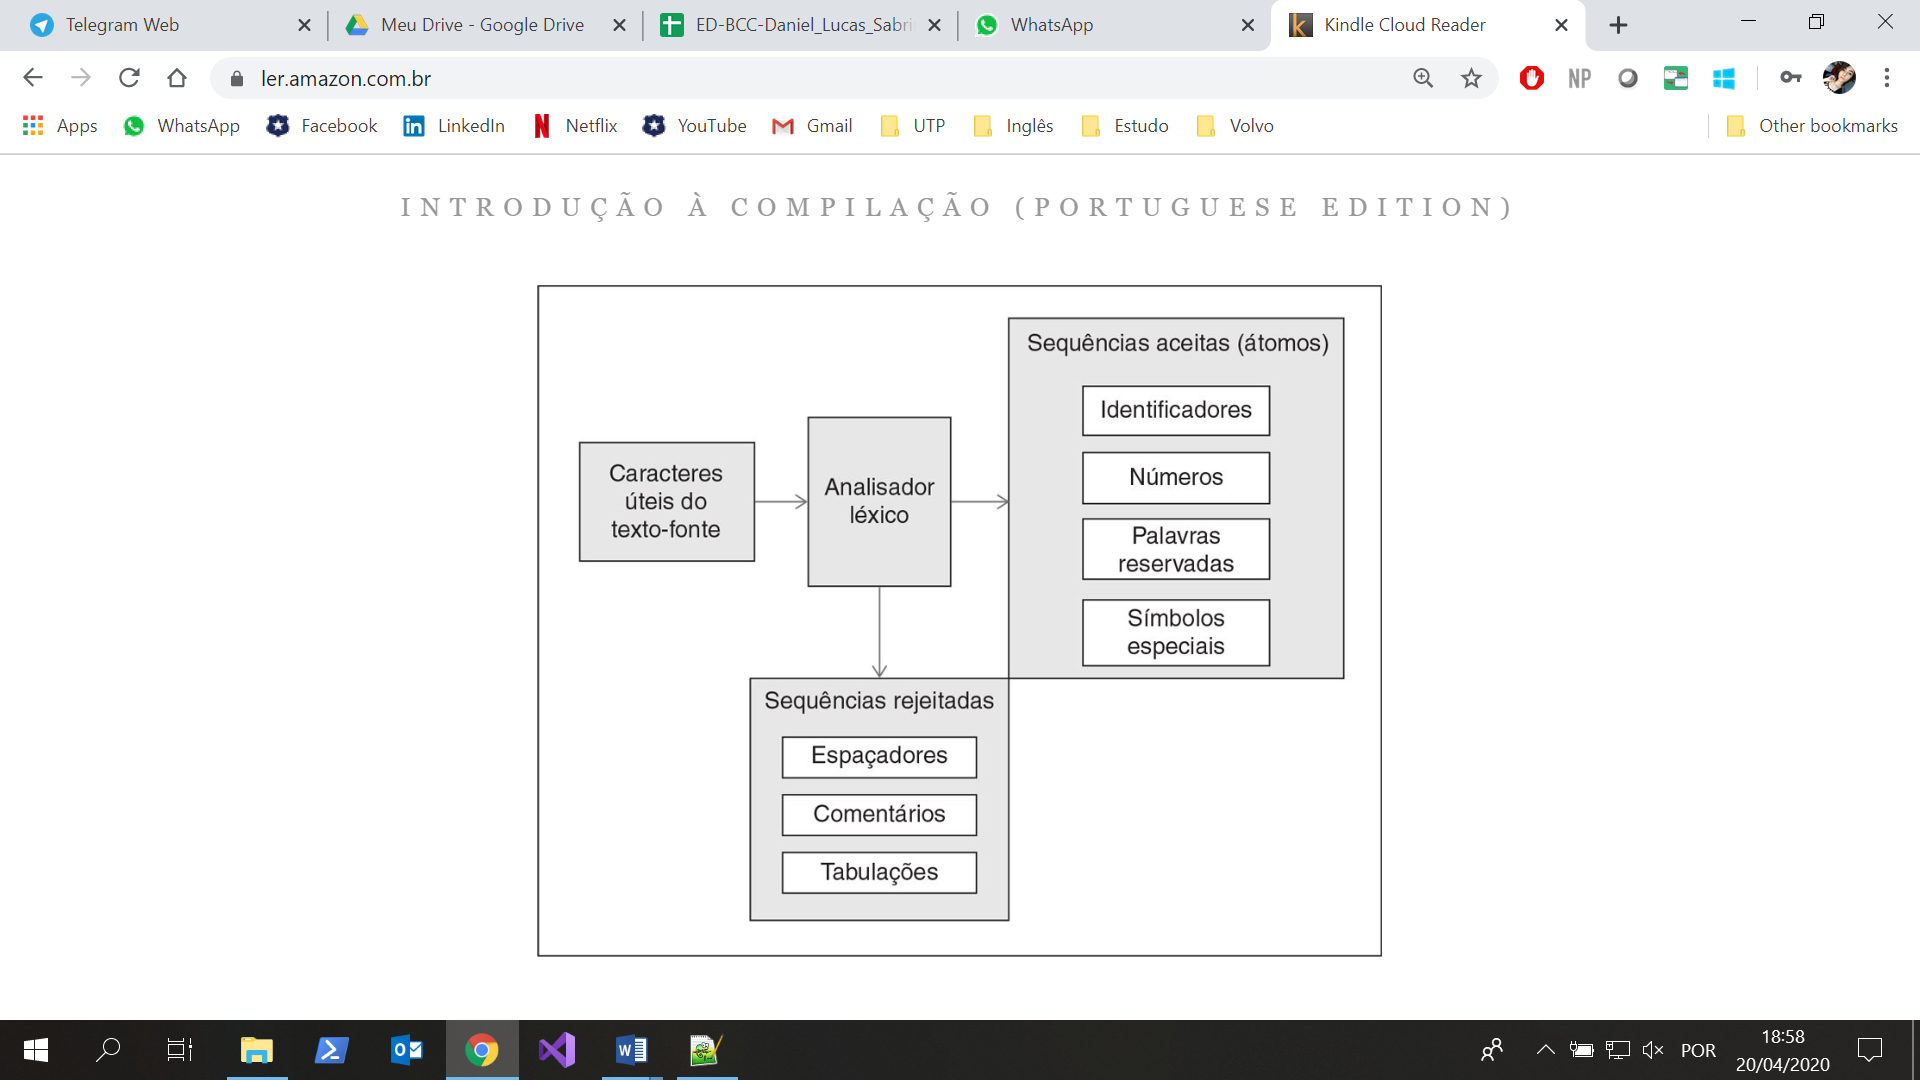 Telegram Web
Meu Drive - Google Drive
ED-BCC-Daniel_Lucas_Sabri
WhatsApp
Kindle Cloud Reader
ler.amazon.com.br
NP
Apps
WhatsApp
Facebook
LinkedIn
Netflix
YouTube
Gmail
UTP
Inglês
Estudo
Volvo
Other bookmarks
INTRODUÇÃO À COMPILAÇÃO (PORTUGUESE EDITION)
Caracteres
úteis do
texto-fonte
Analisador
léxico
Sequências aceitas (átomos)
Identificadores
Números
Palavras
reservadas
Símbolos
especiais
Sequências rejeitadas
Espaçadores
Comentários
Tabulações
POR
18:58
20/04/2020